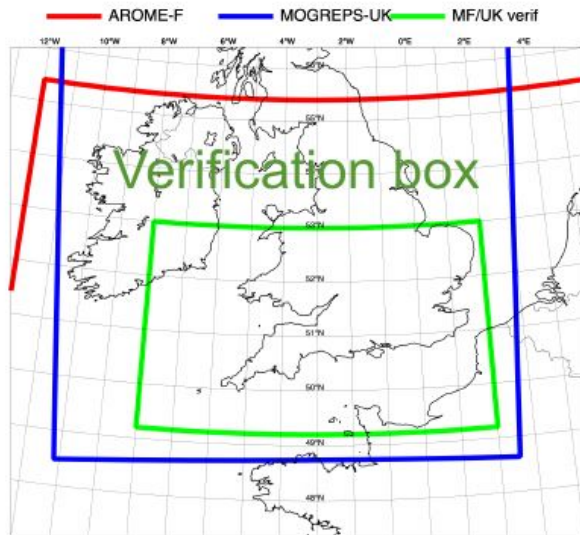 AROME-F MOGREPS-UK MF/UK verif
12°W 10°W 8°W 6°W 4°W 2°W 0°E 2°E 4°E
55°N
Verification box
53°N
52°N
51°N
50°N
49°N
48°N